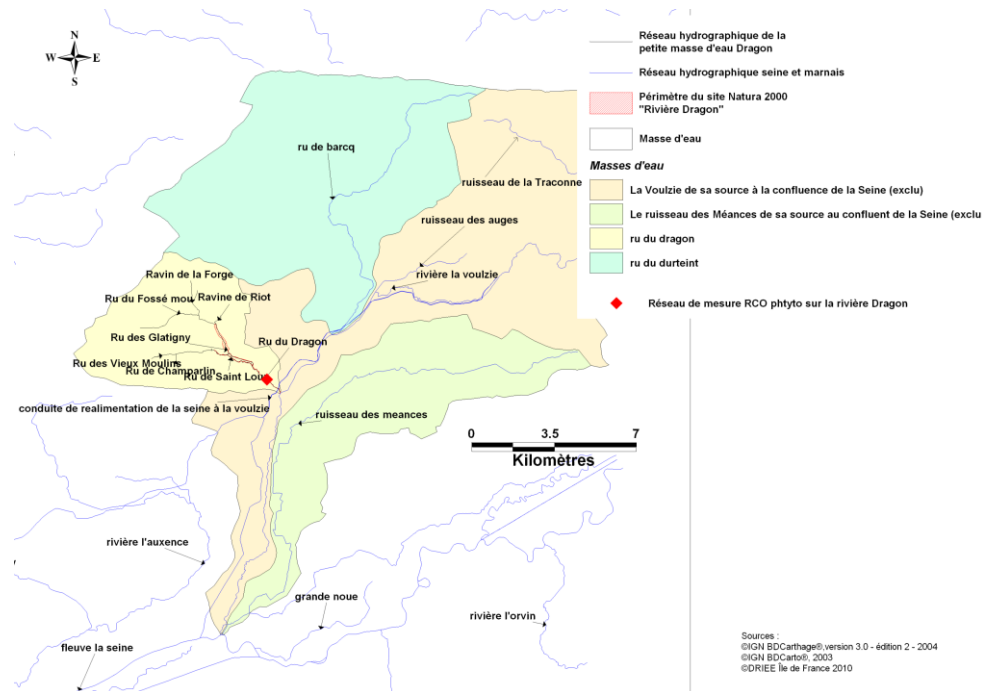 N
W E
S
Réseau hydrographique de la
petite masse d'eau Dragon
Réseau hydrographique seine et marnais
Périmètre du site Natura 2000
"Rivière Dragon"
Masse d'eau
Masses d'eau
La Voulzie de sa source à la confluence de la Seine (exclu)
Le ruisseau des Méances de sa source au confluent de la Seine (exclu
ru du dragon
ru du durteint
Réseau de mesure RCO phtyto sur la rivière Dragon
ru de barcq
ruisseau de la Traconne
ruisseau des auges
rivière la voulzie
Ravin de la Forge
Ru du Fossé mou
Ravine de Riot
Ru des Glatigny
Ru du Dragon
Ru des Vieux Moulins
Ru de Champarlin
Ru de Saint Lou
conduite de realimentation de la seine à la voulzie
ruisseau des meances
0 3.5 7
Kilomètres
rivière l'auxence
grande noue
rivière l'orvin
fleuve la seine
Sources :
©IGN BDCarthage®,version 3.0 - édition 2 - 2004
©IGN BDCarto®, 2003
©DRIEE Île de France 2010